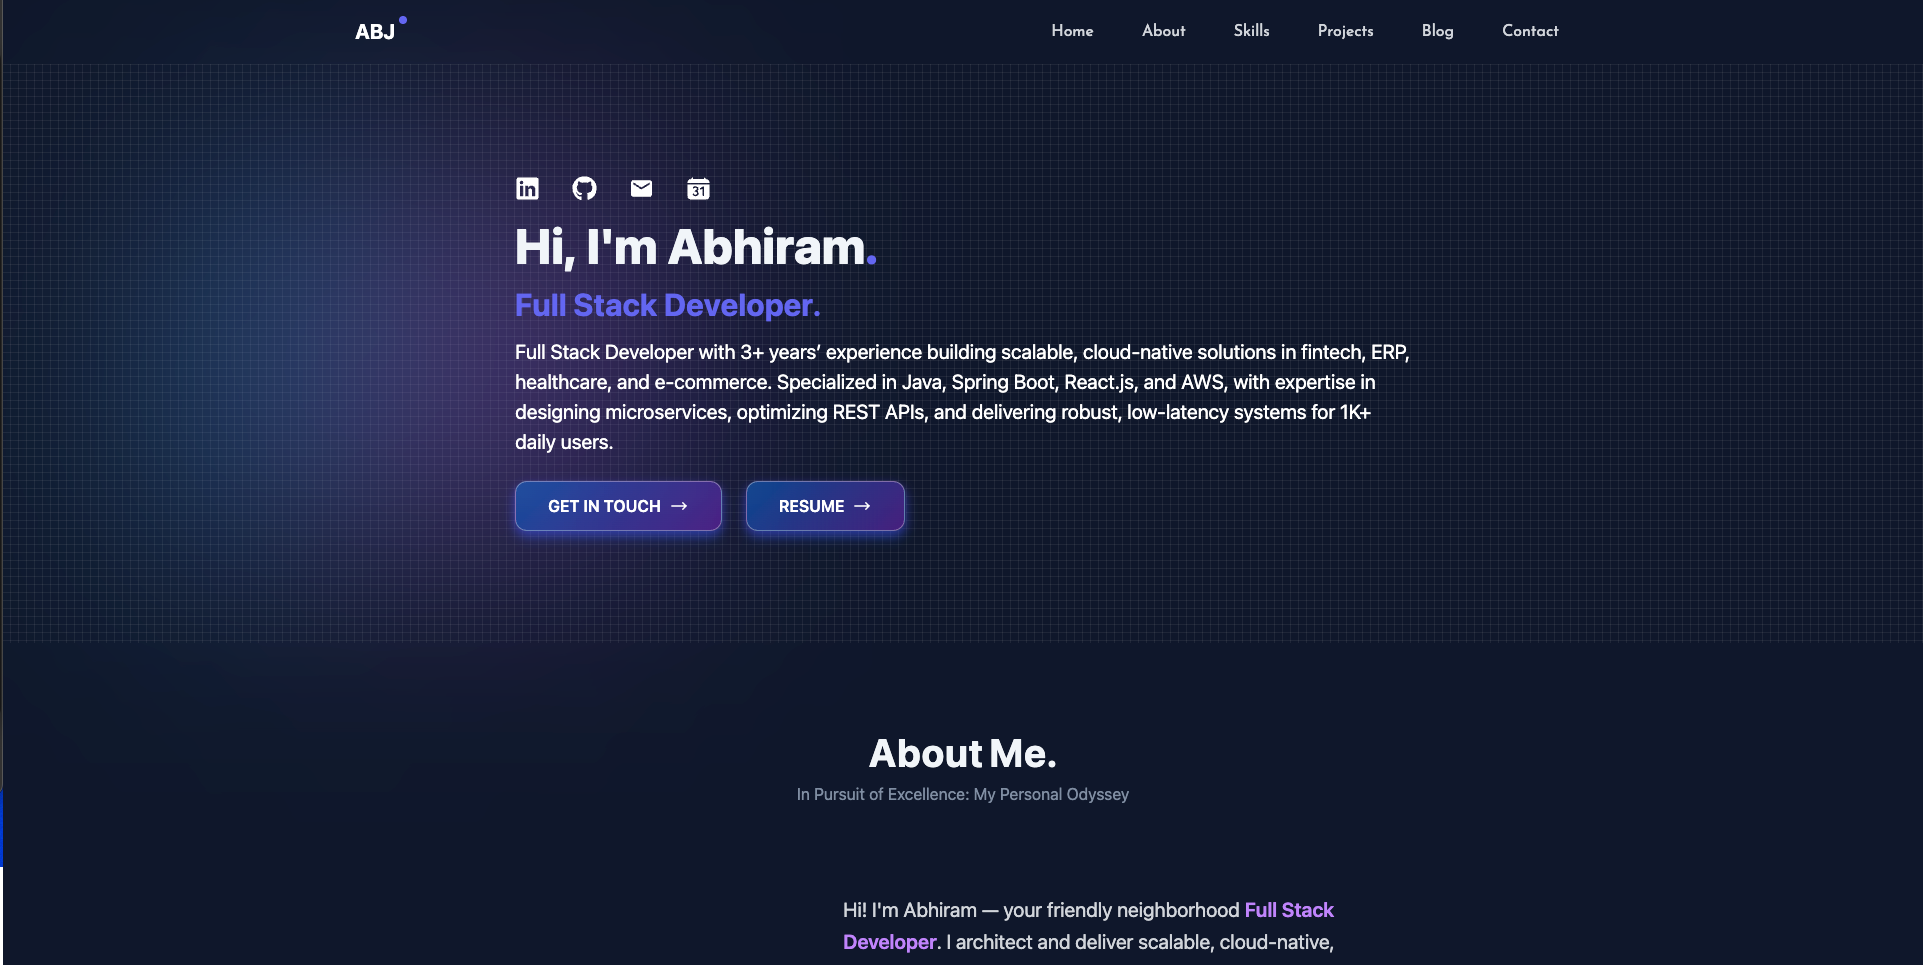 ABJ
Home About Skills Projects Blog Contact
in
31
Hi, I'm Abhiram.
Full Stack Developer.
Full Stack Developer with 3+ years’ experience building scalable, cloud-native solutions in fintech, ERP,
healthcare, and e-commerce. Specialized in Java, Spring Boot, React.js, and AWS, with expertise in
designing microservices, optimizing REST APIs, and delivering robust, low-latency systems for 1K+
daily users.
GET IN TOUCH → RESUME →
About Me.
In Pursuit of Excellence: My Personal Odyssey
Hi! I'm Abhiram — your friendly neighborhood Full Stack
Developer. I architect and deliver scalable, cloud-native,